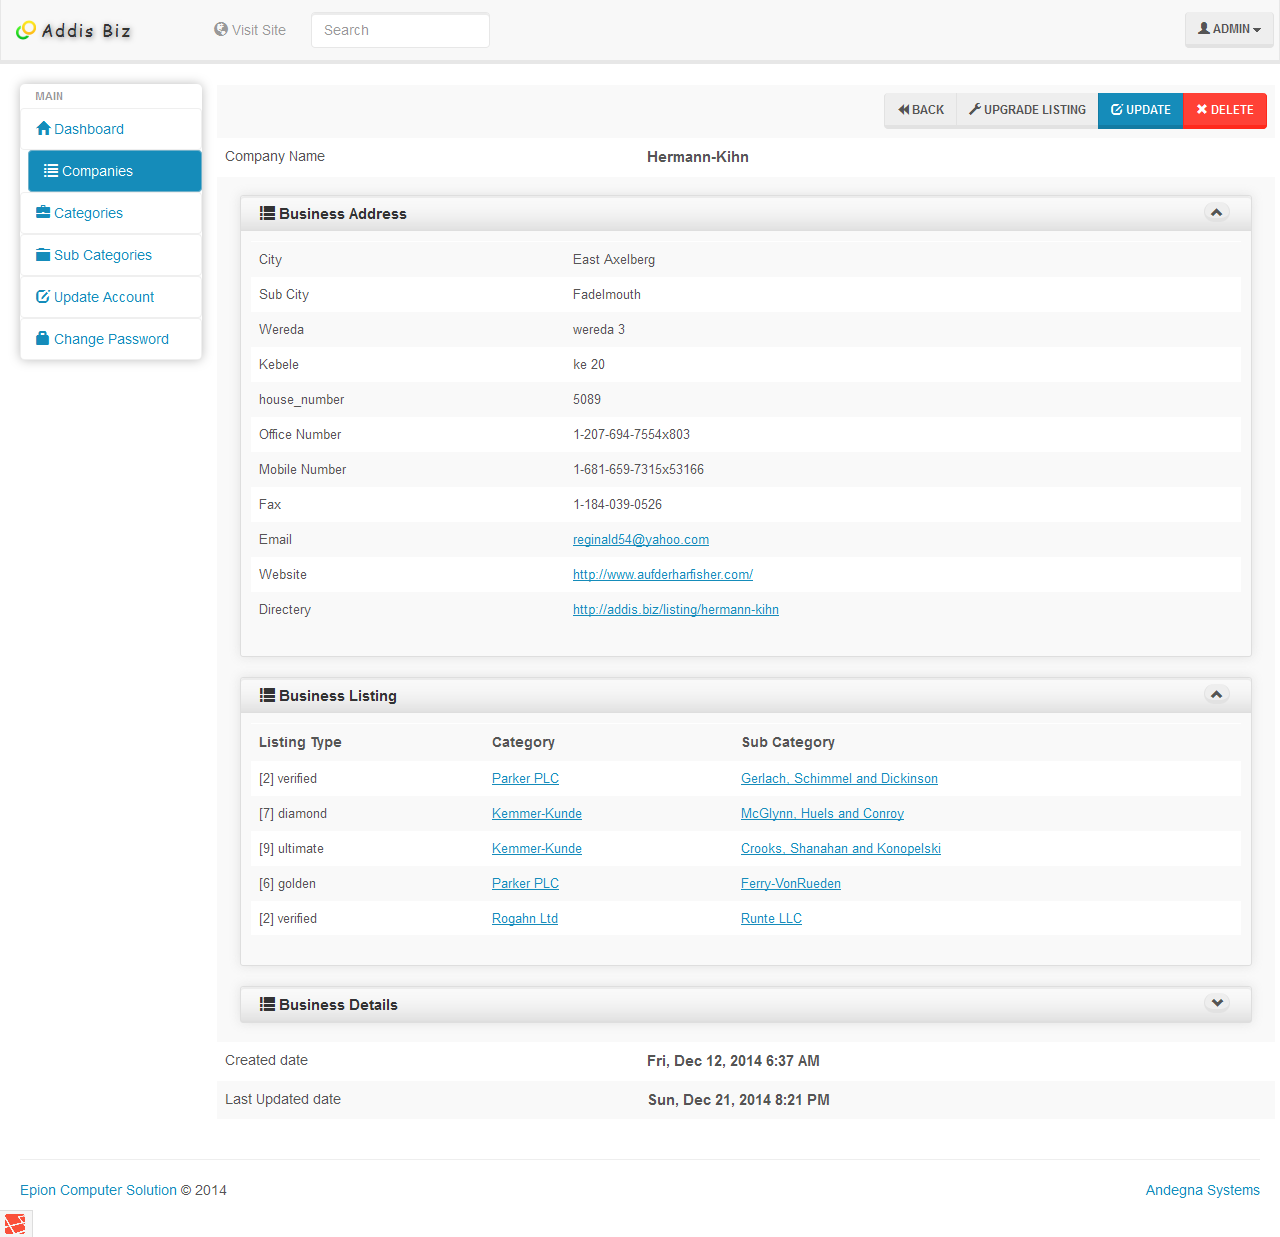 Addis Biz
Visit Site
Search
ADMIN
MAIN
Dashboard
Companies
Categories
Sub Categories
Update Account
Change Password
BACK
UPGRADE LISTING
UPDATE
DELETE
Company Name Hermann-Kihn
Business Address
City East Axelberg
Sub City Fadelmouth
Wereda wereda 3
Kebele ke 20
house_number 5089
Office Number 1-207-694-7554x803
Mobile Number 1-681-659-7315x53166
Fax 1-184-039-0526
Email reginald54@yahoo.com
Website http://www.aufderharfisher.com/
Directery http://addis.biz/listing/hermann-kihn
Business Listing
Listing Type Category Sub Category
[2] verified Parker PLC Gerlach, Schimmel and Dickinson
[7] diamond Kemmer-Kunde McGlynn, Huels and Conroy
[9] ultimate Kemmer-Kunde Crooks, Shanahan and Konopelski
[6] golden Parker PLC Ferry-VonRueden
[2] verified Rogahn Ltd Runte LLC
Business Details
Created date Fri, Dec 12, 2014 6:37 AM
Last Updated date Sun, Dec 21, 2014 8:21 PM
Epion Computer Solution © 2014
Andegna Systems